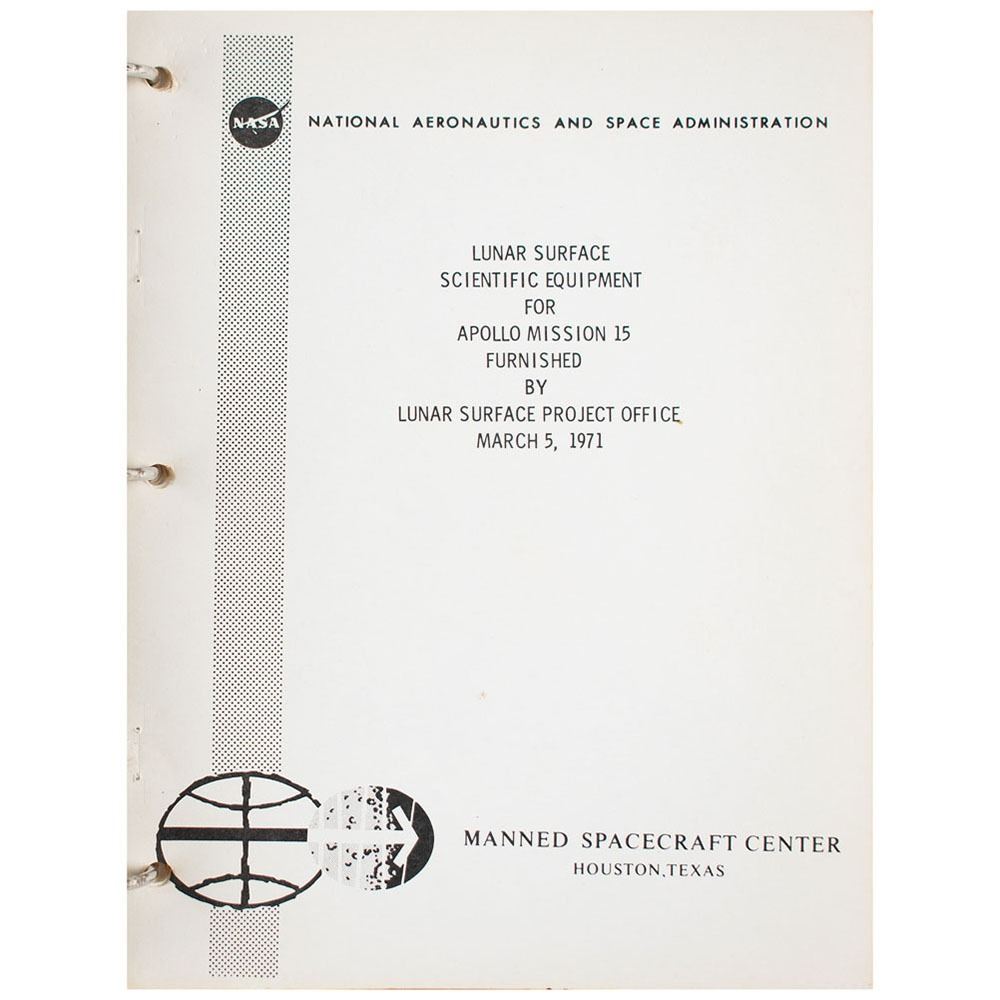 NASA
NATIONAL AERONAUTICS AND SPACE ADMINISTRATION
LUNAR SURFACE
SCIENTIFIC EQUIPMENT
FOR
APOLLO MISSION 15
FURNISHED
BY
LUNAR SURFACE PROJECT OFFICE
MARCH 5, 1971
MANNED SPACECRAFT CENTER
HOUSTON, TEXAS